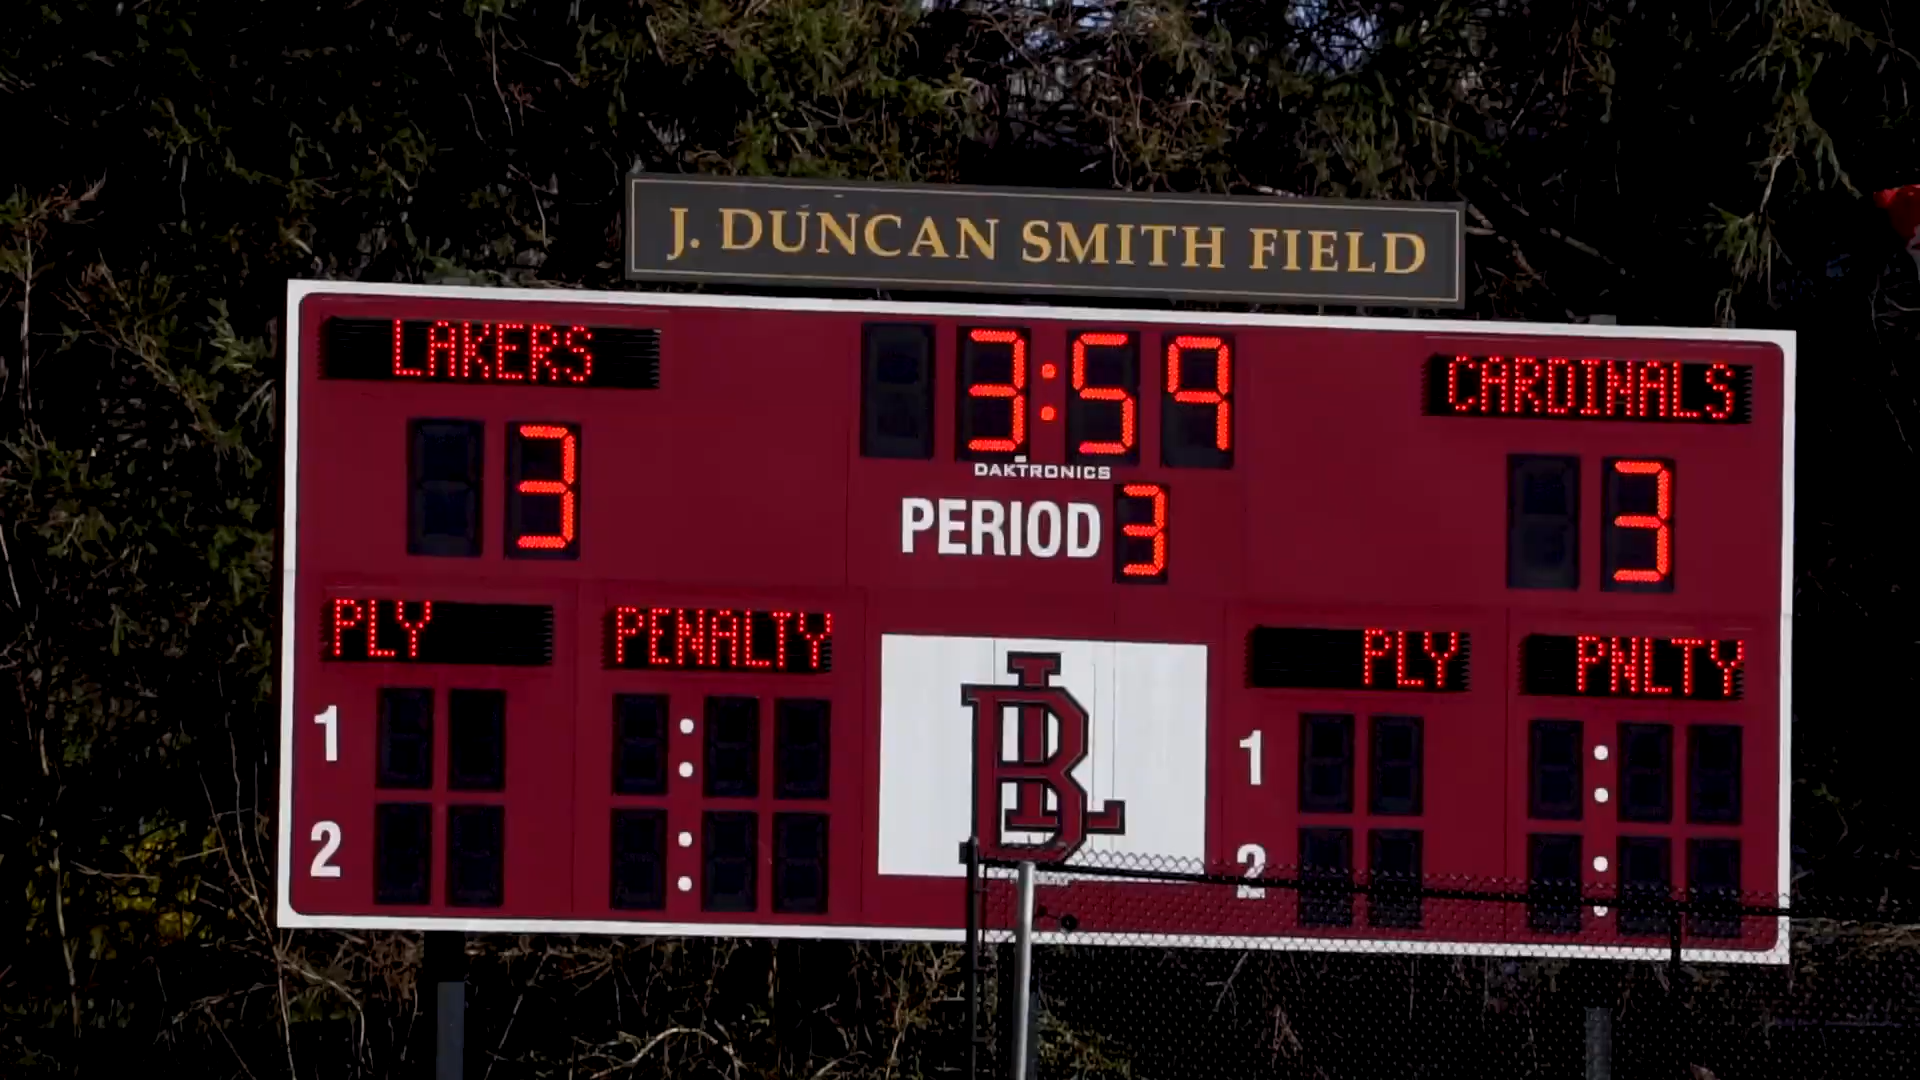 J. DUNCAN SMITH FIELD
LAKERS
3:59
CARDINALS
DAKTRONICS
3
PERIOD 3
3
PLY PENALTY
PLY PNLTY
BL
1 :
1 :
2 :
2 :